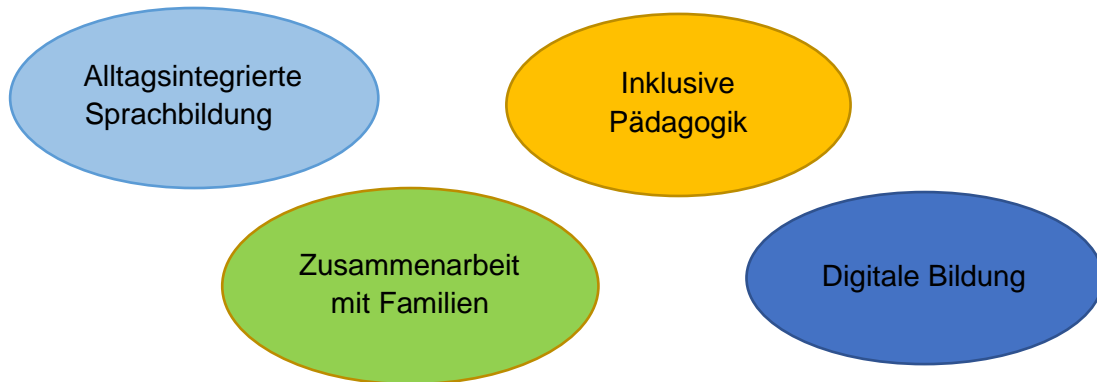 Alltagsintegrierte
Sprachbildung
Inklusive
Pädagogik
Zusammenarbeit
mit Familien
Digitale Bildung